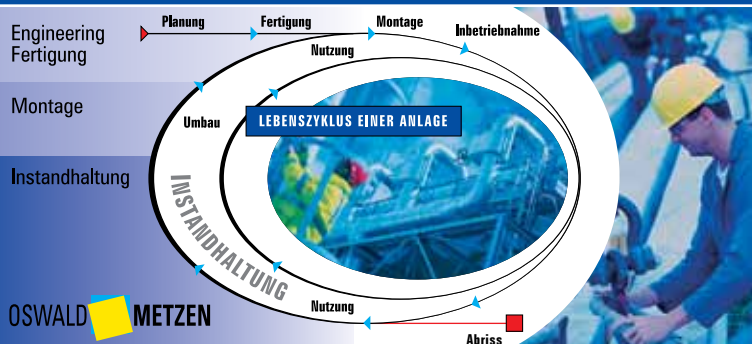 Engineering
Fertigung
Montage
Instandhaltung
Planung
Fertigung
Montage
Inbetriebnahme
Nutzung
Umbau
LEBENSZYKLUS EINER ANLAGE
INSTANDHALTUNG
Nutzung
Abriss
OSWALD METZEN